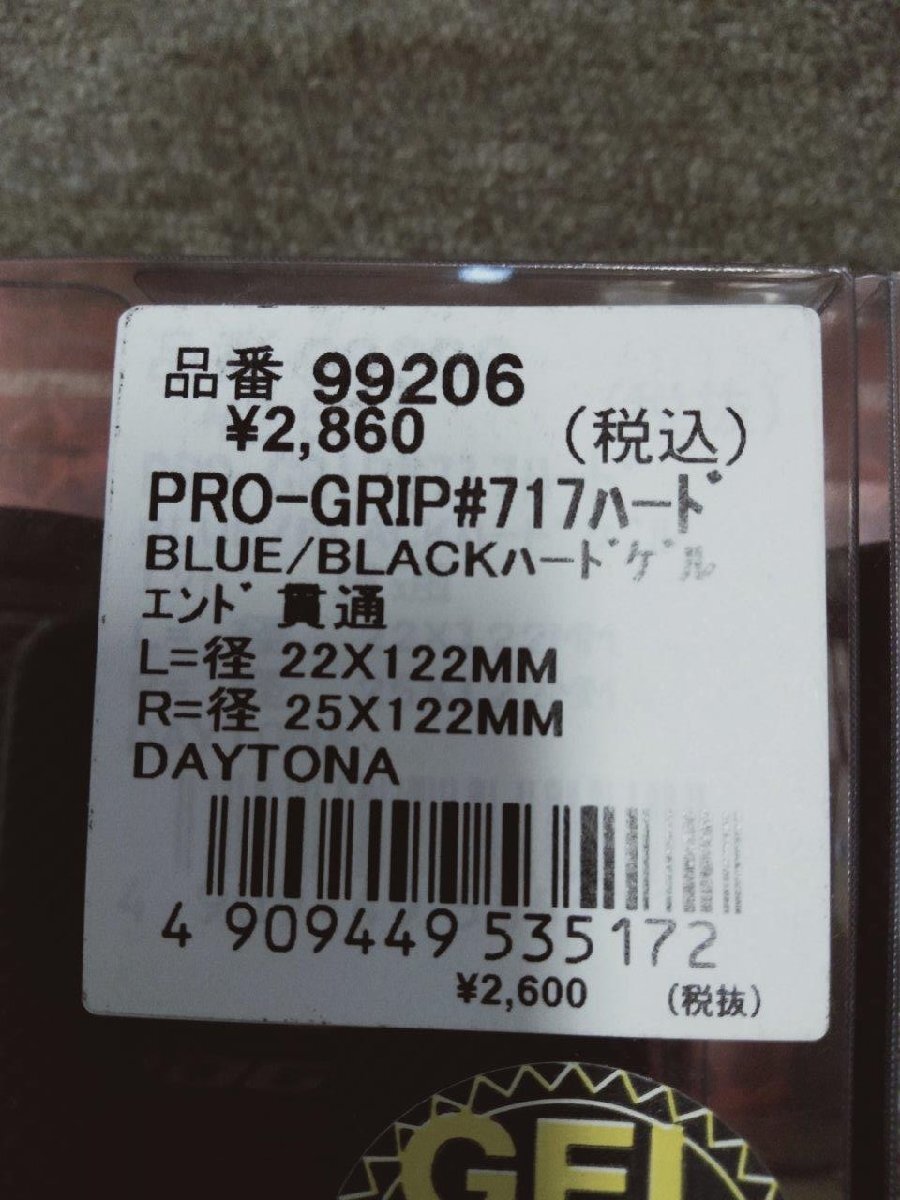 品番 99206
¥2,860 (税込)
PRO-GRIP#717ハード
BLUE/BLACKハードゲル
エンド 貫通
L=径 22X122MM
R=径 25X122MM
DAYTONA
4 909449 535172
¥2,600 (税抜)
GEL